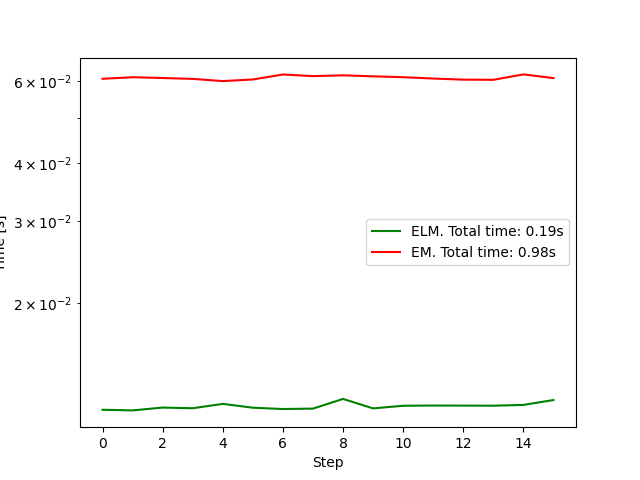 6 × 10⁻²
4 × 10⁻²
3 × 10⁻²
2 × 10⁻²
Time [s]
ELM. Total time: 0.19s
EM. Total time: 0.98s
0 2 4 6 8 10 12 14
Step